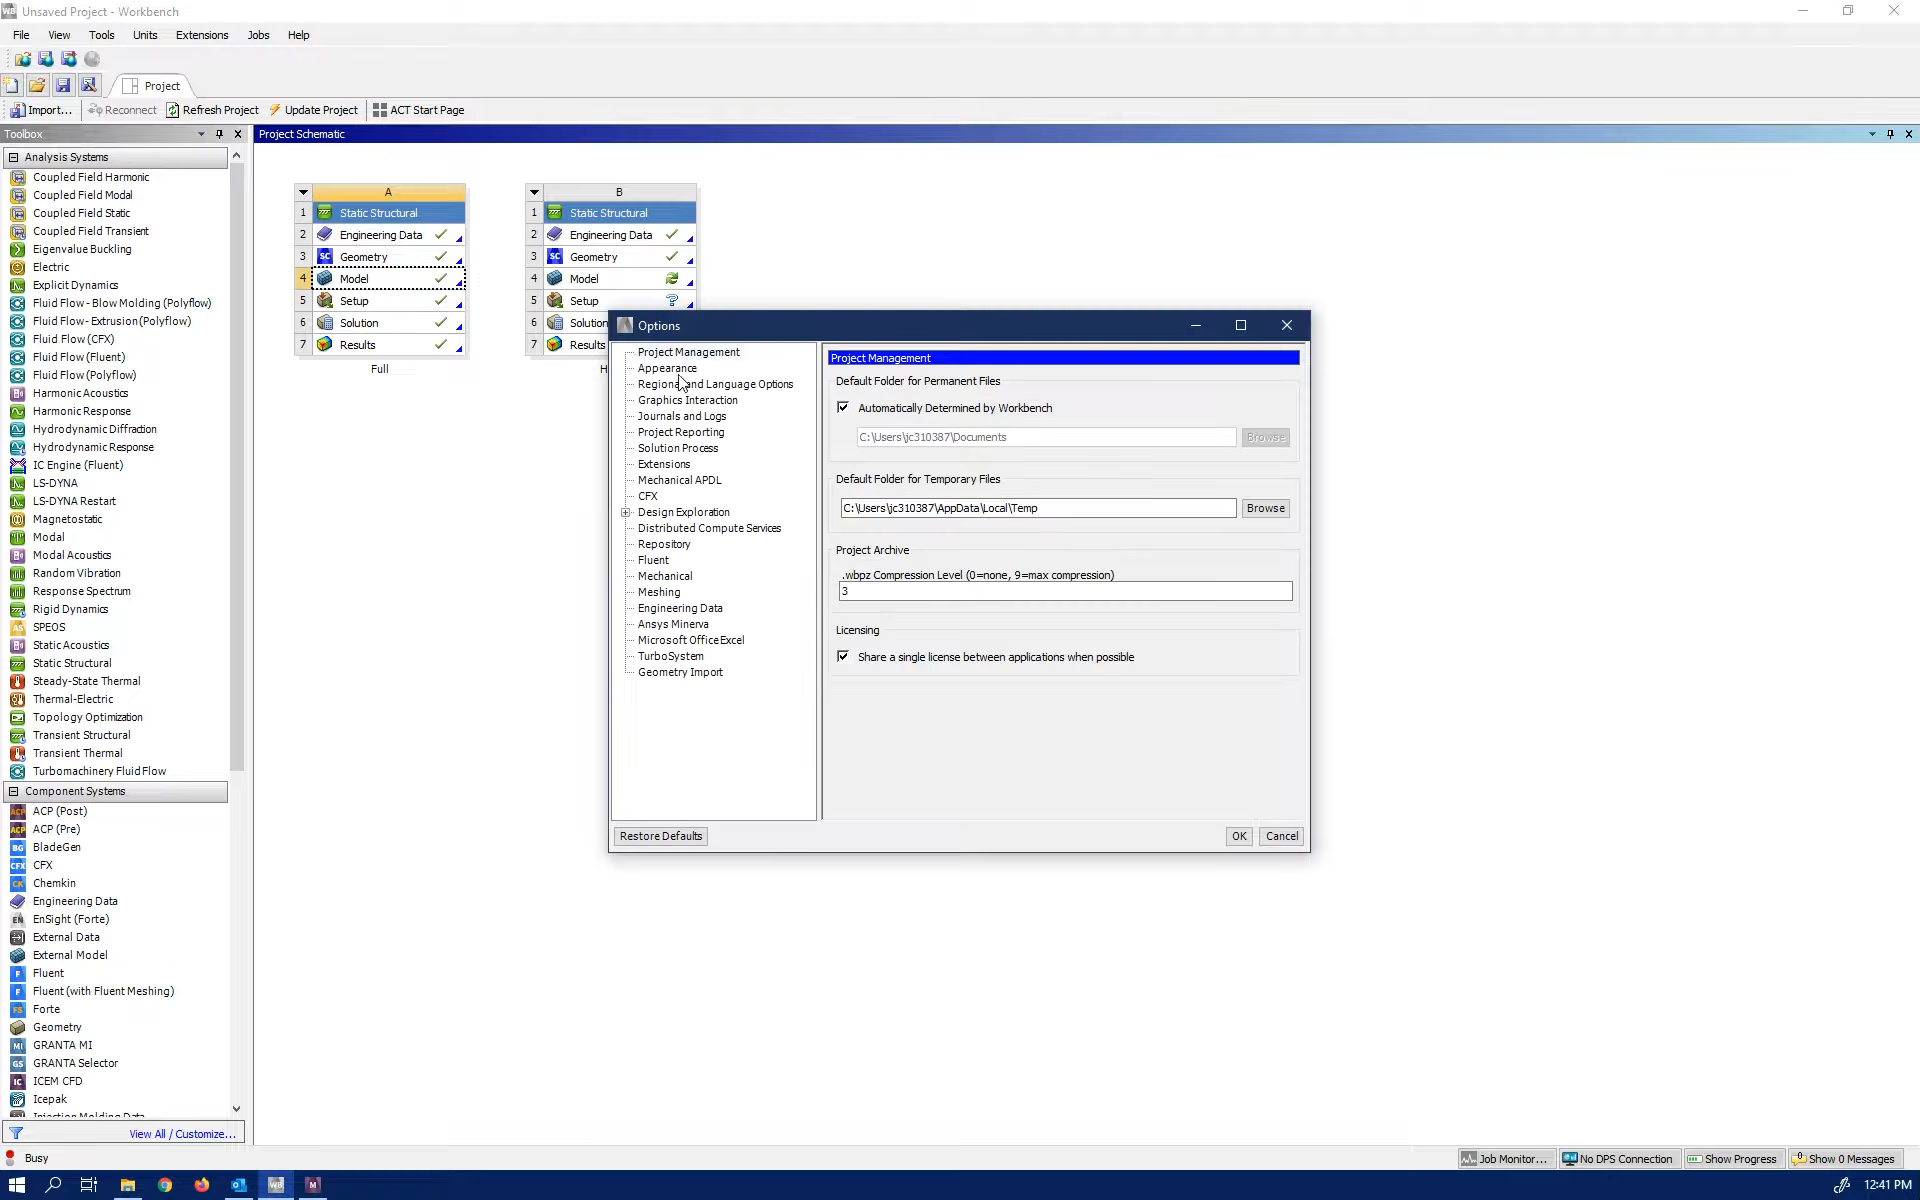 Unsaved Project - Workbench
File View Tools Units Extensions Jobs Help
Project
Import... Reconnect Refresh Project Update Project ACT Start Page
Toolbox
Analysis Systems
Coupled Field Harmonic
Coupled Field Modal
Coupled Field Static
Coupled Field Transient
Eigenvalue Buckling
Electric
Explicit Dynamics
Fluid Flow - Blow Molding (Polyflow)
Fluid Flow- Extrusion (Polyflow)
Fluid Flow (CFX)
Fluid Flow (Fluent)
Fluid Flow (Polyflow)
Harmonic Acoustics
Harmonic Response
Hydrodynamic Diffraction
Hydrodynamic Response
IC Engine (Fluent)
LS-DYNA
LS-DYNA Restart
Magnetostatic
Modal
Modal Acoustics
Random Vibration
Response Spectrum
Rigid Dynamics
SPEOS
Static Acoustics
Static Structural
Steady-State Thermal
Thermal-Electric
Topology Optimization
Transient Structural
Transient Thermal
Turbomachinery Fluid Flow
Component Systems
ACP (Post)
ACP (Pre)
BladeGen
CFX
Chemkin
Engineering Data
EnSight (Forte)
External Data
External Model
Fluent
Fluent (with Fluent Meshing)
Forte
Geometry
GRANTA MI
GRANTA Selector
ICEM CFD
Icepak
Injection Molding Data
View All / Customize...
Project Schematic
A
1 Static Structural
2 Engineering Data
3 Geometry
4 Model
5 Setup
6 Solution
7 Results
Full
B
1 Static Structural
2 Engineering Data
3 Geometry
4 Model
5 Setup
6 Solution
7 Results
H
Options
Project Management
Appearance
Regional and Language Options
Graphics Interaction
Journals and Logs
Project Reporting
Solution Process
Extensions
Mechanical APDL
CFX
Design Exploration
Distributed Compute Services
Repository
Fluent
Mechanical
Meshing
Engineering Data
Ansys Minerva
Microsoft Office Excel
TurboSystem
Geometry Import
Project Management
Default Folder for Permanent Files
Automatically Determined by Workbench
C:\Users\jc310387\Documents Browse
Default Folder for Temporary Files
C:\Users\jc310387\AppData\Local\Temp Browse
Project Archive
.wbpz Compression Level (0=none, 9=max compression)
3
Licensing
Share a single license between applications when possible
Restore Defaults OK Cancel
Busy Job Monitor... No DPS Connection Show Progress Show 0 Messages
12:41 PM